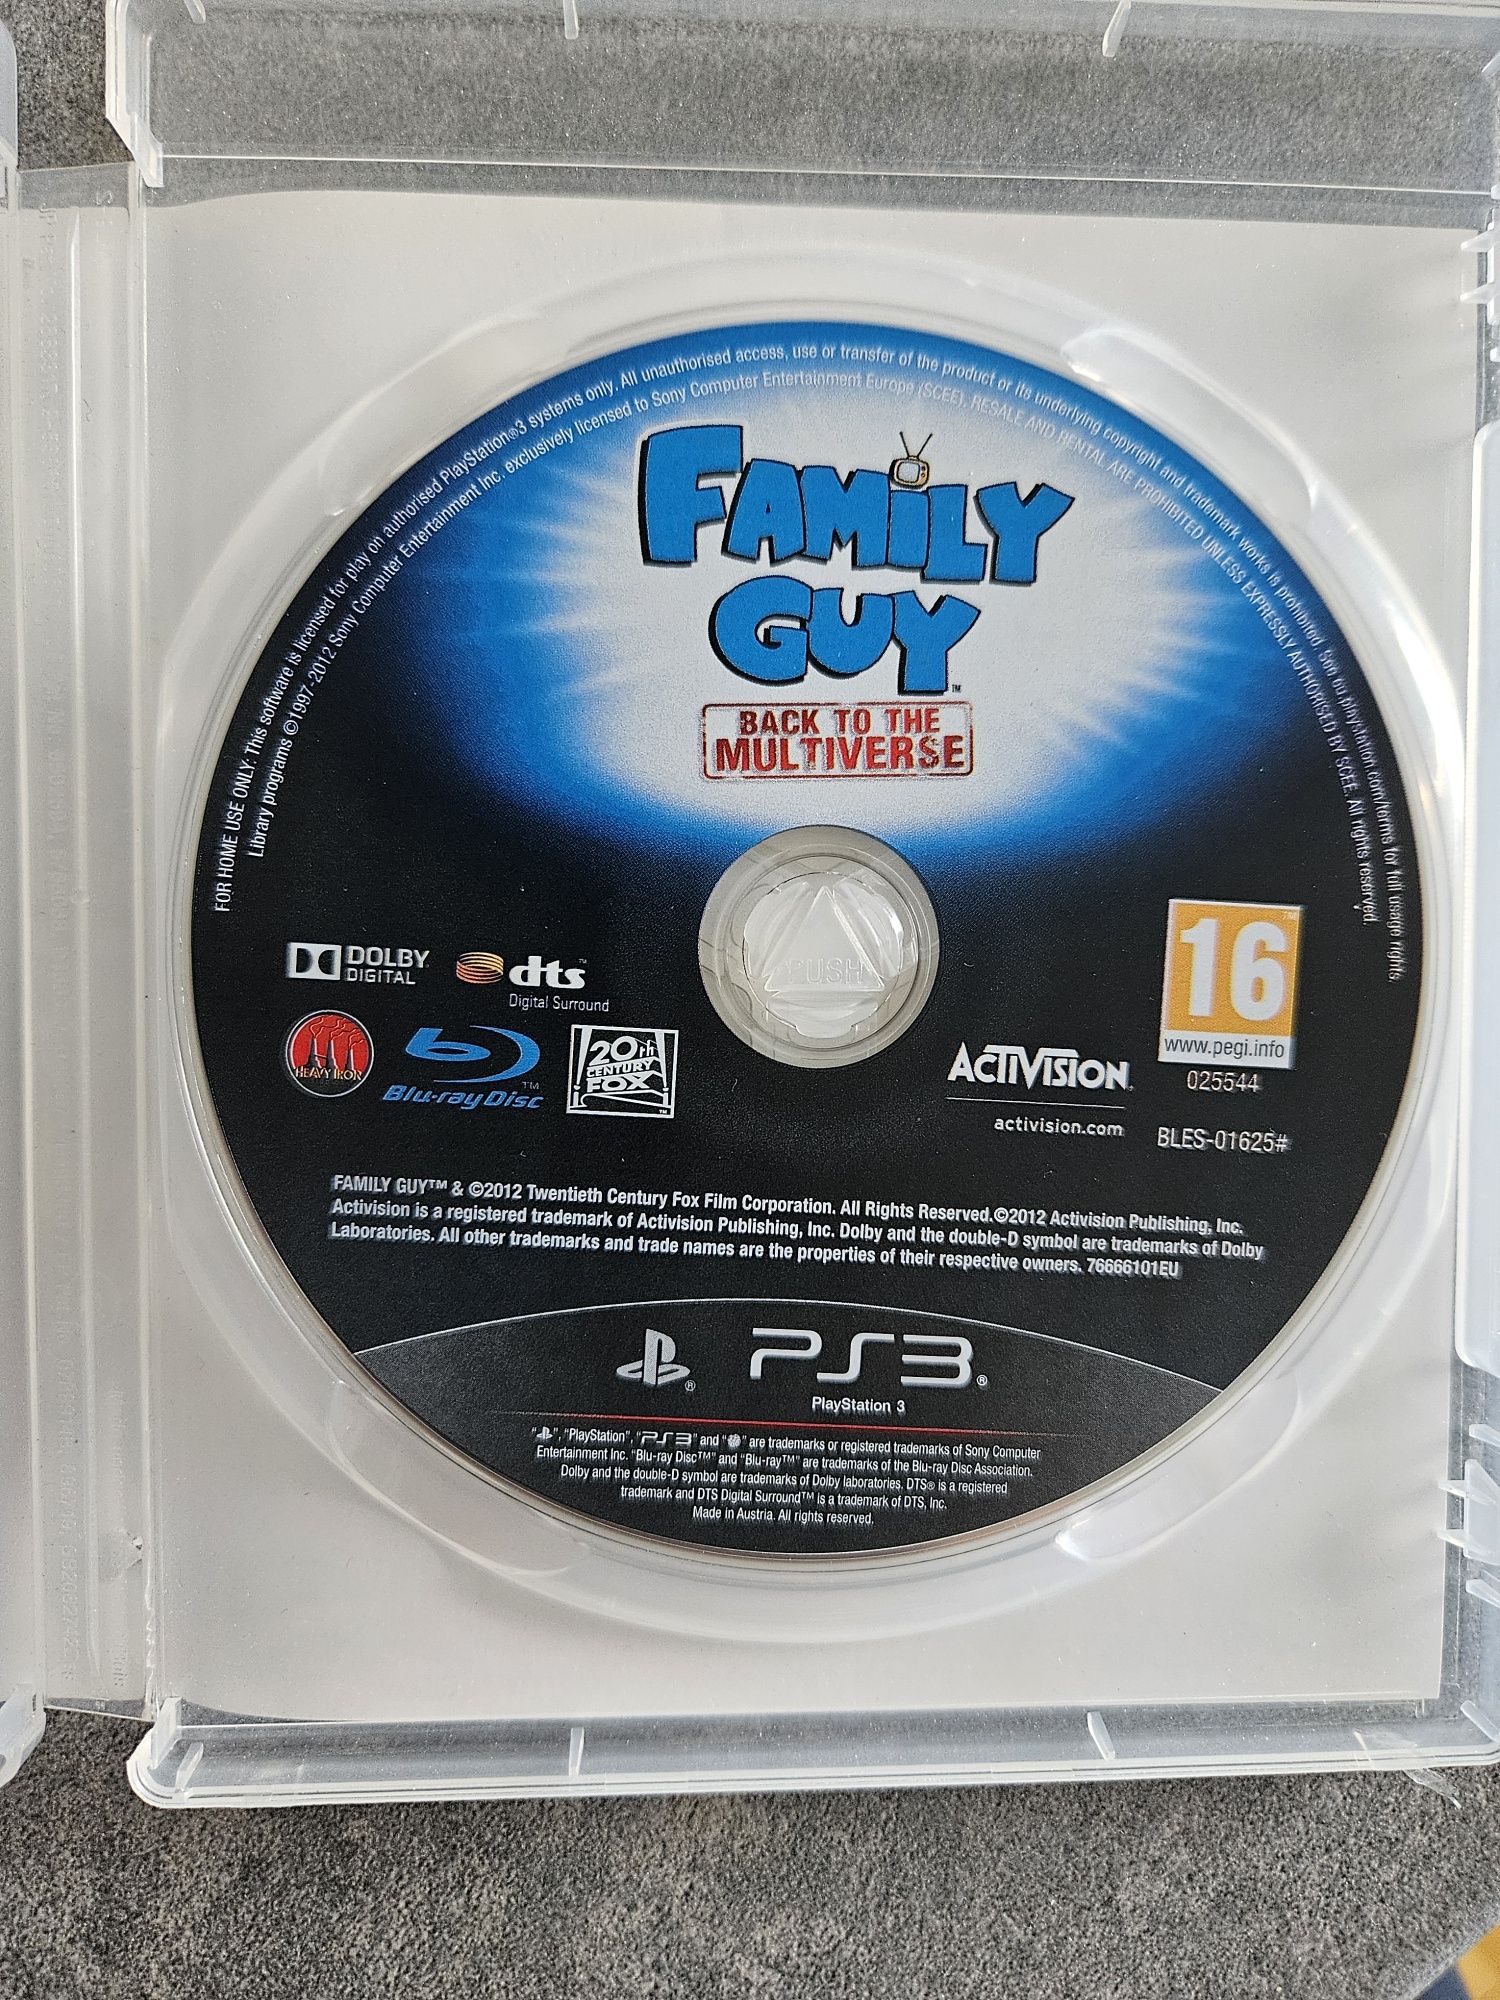 FOR HOME USE ONLY: This software is licensed for play on authorised PlayStation®3 systems only. All unauthorised access, use or transfer of the product or its underlying copyright and trademark works is prohibited. See eu.playstation.com/terms for full usage rights.
Library programs ©1997-2012 Sony Computer Entertainment Inc. exclusively licensed to Sony Computer Entertainment Europe (SCEE). RESALE AND RENTAL ARE PROHIBITED UNLESS EXPRESSLY AUTHORISED BY SCEE. All rights reserved.
FAMILY
GUY™
BACK TO THE
MULTIVERSE
PUSH
DOLBY
DIGITAL
dts™
Digital Surround
HEAVY IRON
Blu-ray Disc™
20th
CENTURY
FOX™
ACTIVISION.
activision.com
16™
www.pegi.info
025544
BLES-01625#
FAMILY GUY™ & ©2012 Twentieth Century Fox Film Corporation. All Rights Reserved.©2012 Activision Publishing, Inc.
Activision is a registered trademark of Activision Publishing, Inc. Dolby and the double-D symbol are trademarks of Dolby
Laboratories. All other trademarks and trade names are the properties of their respective owners. 76666101EU
PS3®
PlayStation 3
" ", "PlayStation", "PS3" and " " are trademarks or registered trademarks of Sony Computer
Entertainment Inc. "Blu-ray Disc™" and "Blu-ray™" are trademarks of the Blu-ray Disc Association.
Dolby and the double-D symbol are trademarks of Dolby laboratories. DTS® is a registered
trademark and DTS Digital Surround™ is a trademark of DTS, Inc.
Made in Austria. All rights reserved.